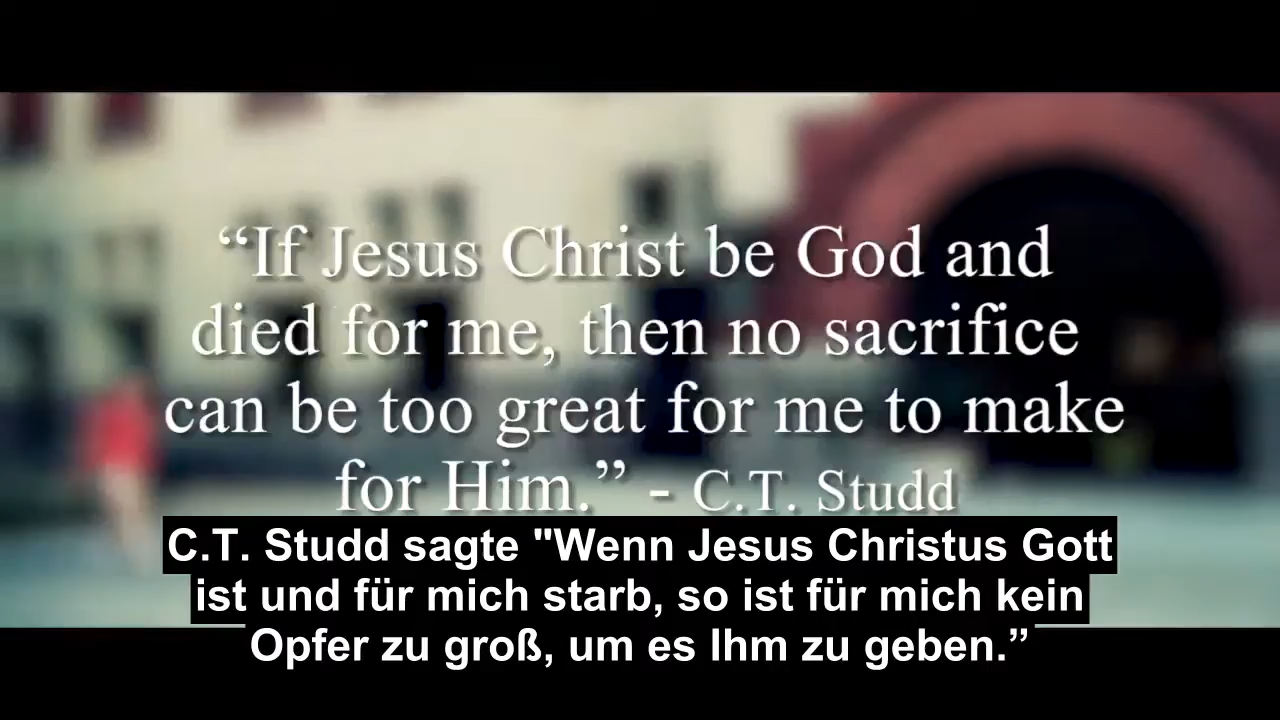 “If Jesus Christ be God and
died for me, then no sacrifice
can be too great for me to make
for Him.” - C.T. Studd
C.T. Studd sagte "Wenn Jesus Christus Gott
ist und für mich starb, so ist für mich kein
Opfer zu groß, um es Ihm zu geben.”